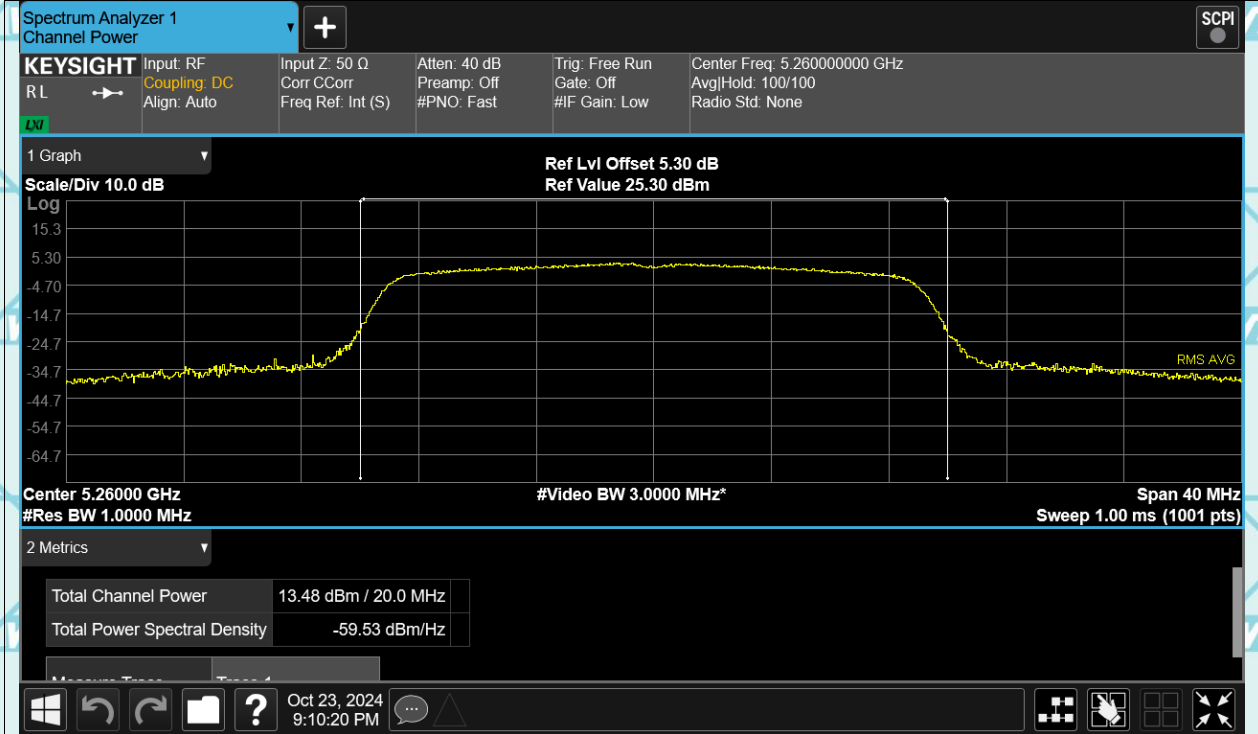 Spectrum Analyzer 1
Channel Power
SCPI
KEYSIGHT
R L
LXI
Input: RF
Coupling: DC
Align: Auto
Input Z: 50 Ω
Corr CCorr
Freq Ref: Int (S)
Atten: 40 dB
Preamp: Off
#PNO: Fast
Trig: Free Run
Gate: Off
#IF Gain: Low
Center Freq: 5.260000000 GHz
Avg|Hold: 100/100
Radio Std: None
1 Graph
Ref Lvl Offset 5.30 dB
Scale/Div 10.0 dB
Ref Value 25.30 dBm
Log
15.3
5.30
-4.70
-14.7
-24.7
-34.7
-44.7
-54.7
-64.7
RMS AVG
Center 5.26000 GHz
#Video BW 3.0000 MHz*
Span 40 MHz
#Res BW 1.0000 MHz
Sweep 1.00 ms (1001 pts)
2 Metrics
Total Channel Power 13.48 dBm / 20.0 MHz
Total Power Spectral Density -59.53 dBm/Hz
Measure Trace Trace 1
?
Oct 23, 2024
9:10:20 PM